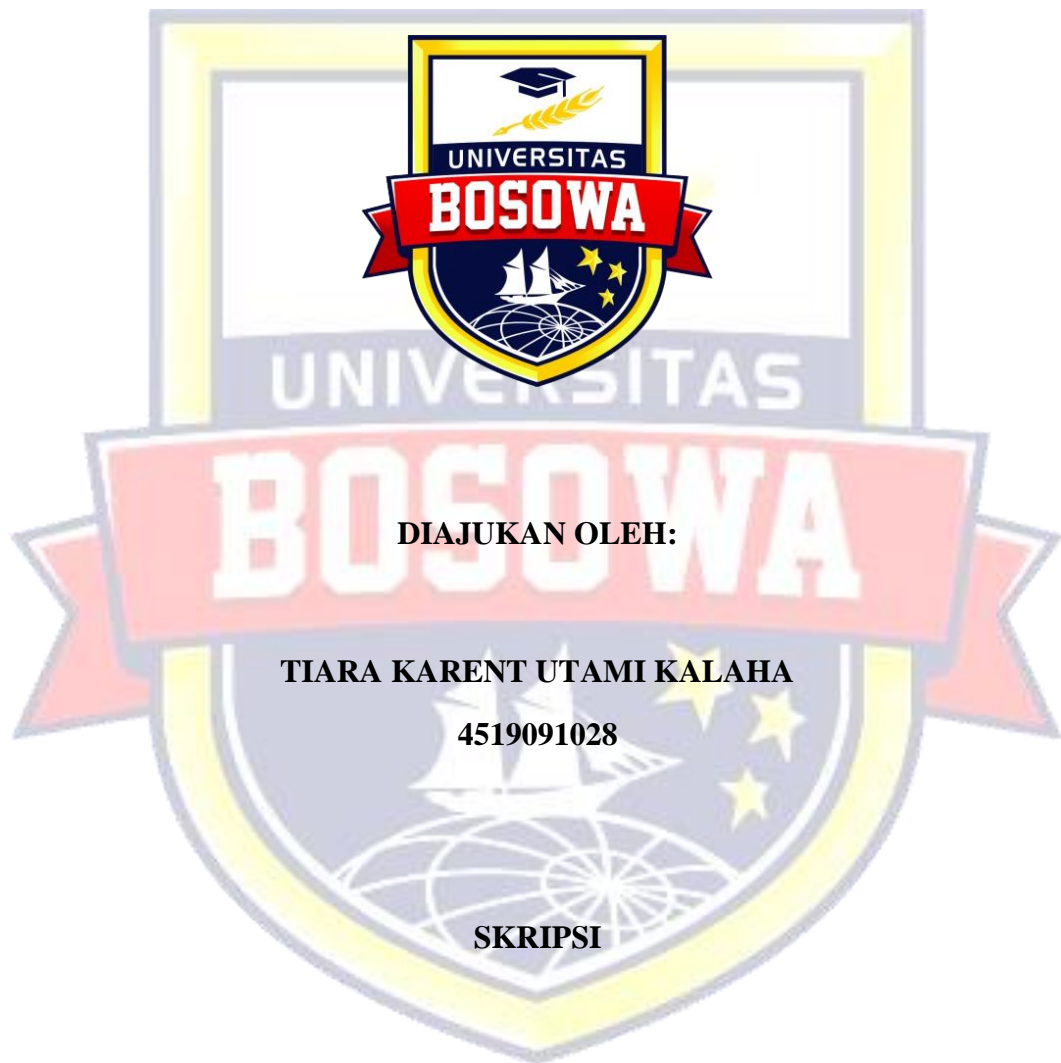 UNIVERSITAS
BOSOWA
UNIVERSITAS
BOSOWA
DIAJUKAN OLEH:
TIARA KARENT UTAMI KALAHA
4519091028
SKRIPSI